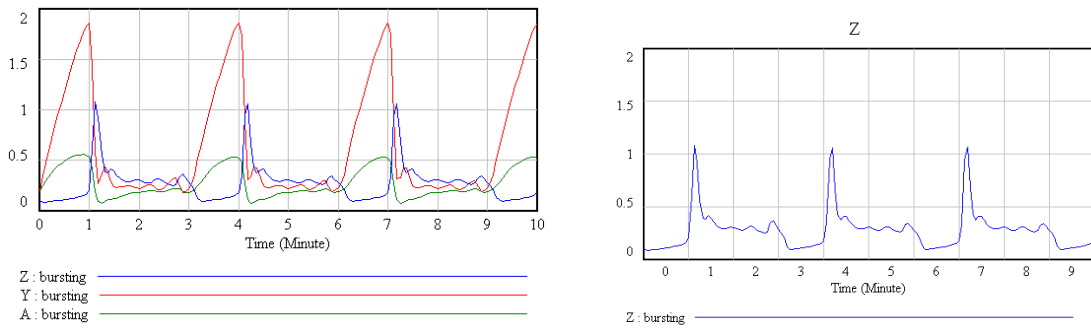 2
1.5
1
0.5
0
0 1 2 3 4 5 6 7 8 9 10
Time (Minute)
Z : bursting
Y : bursting
A : bursting
Z
2
1.5
1
0.5
0
0 1 2 3 4 5 6 7 8 9
Time (Minute)
Z : bursting